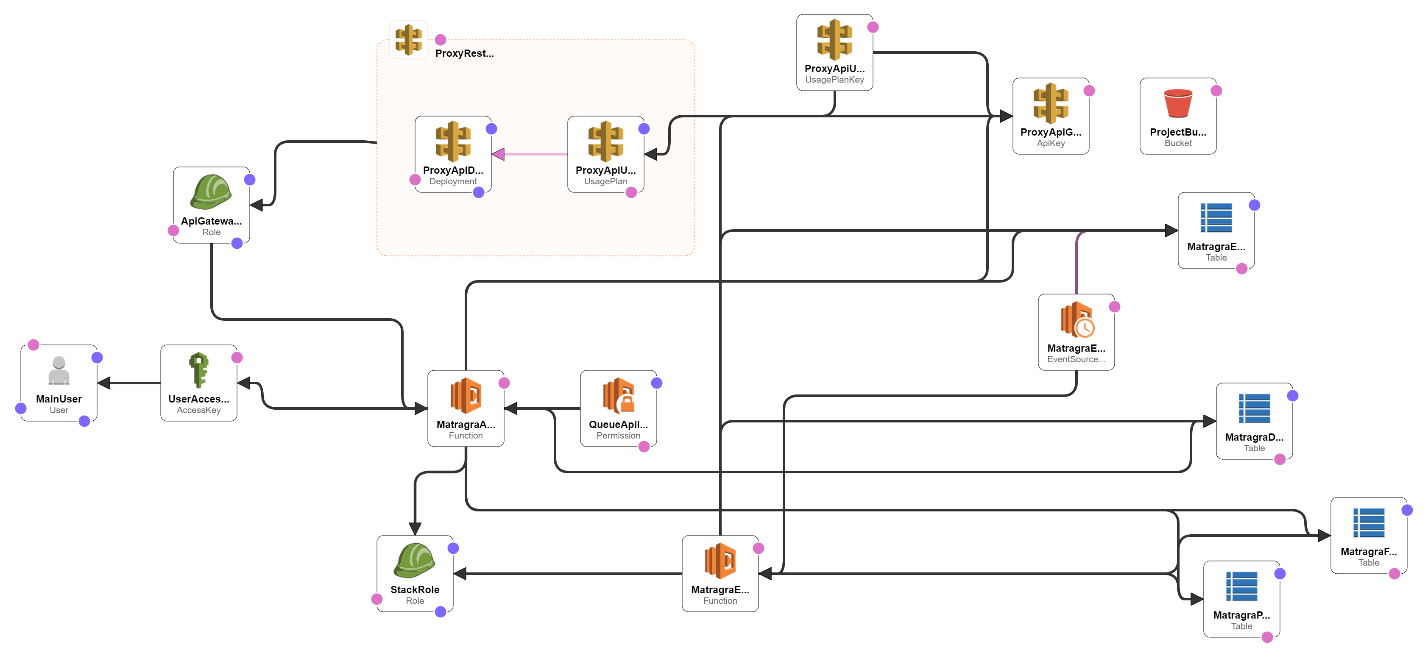 ProxyRest...
ProxyApiU...
UsagePlanKey
ProxyApiG...
ApiKey
ProjectBu...
Bucket
ProxyApiD...
Deployment
ProxyApiU...
UsagePlan
ApiGatewa...
Role
MatragraE...
Table
MatragraE...
EventSource...
MainUser
User
UserAcces...
AccessKey
MatragraA...
Function
QueueApiI...
Permission
MatragraD...
Table
StackRole
Role
MatragraE...
Function
MatragraF...
Table
MatragraP...
Table